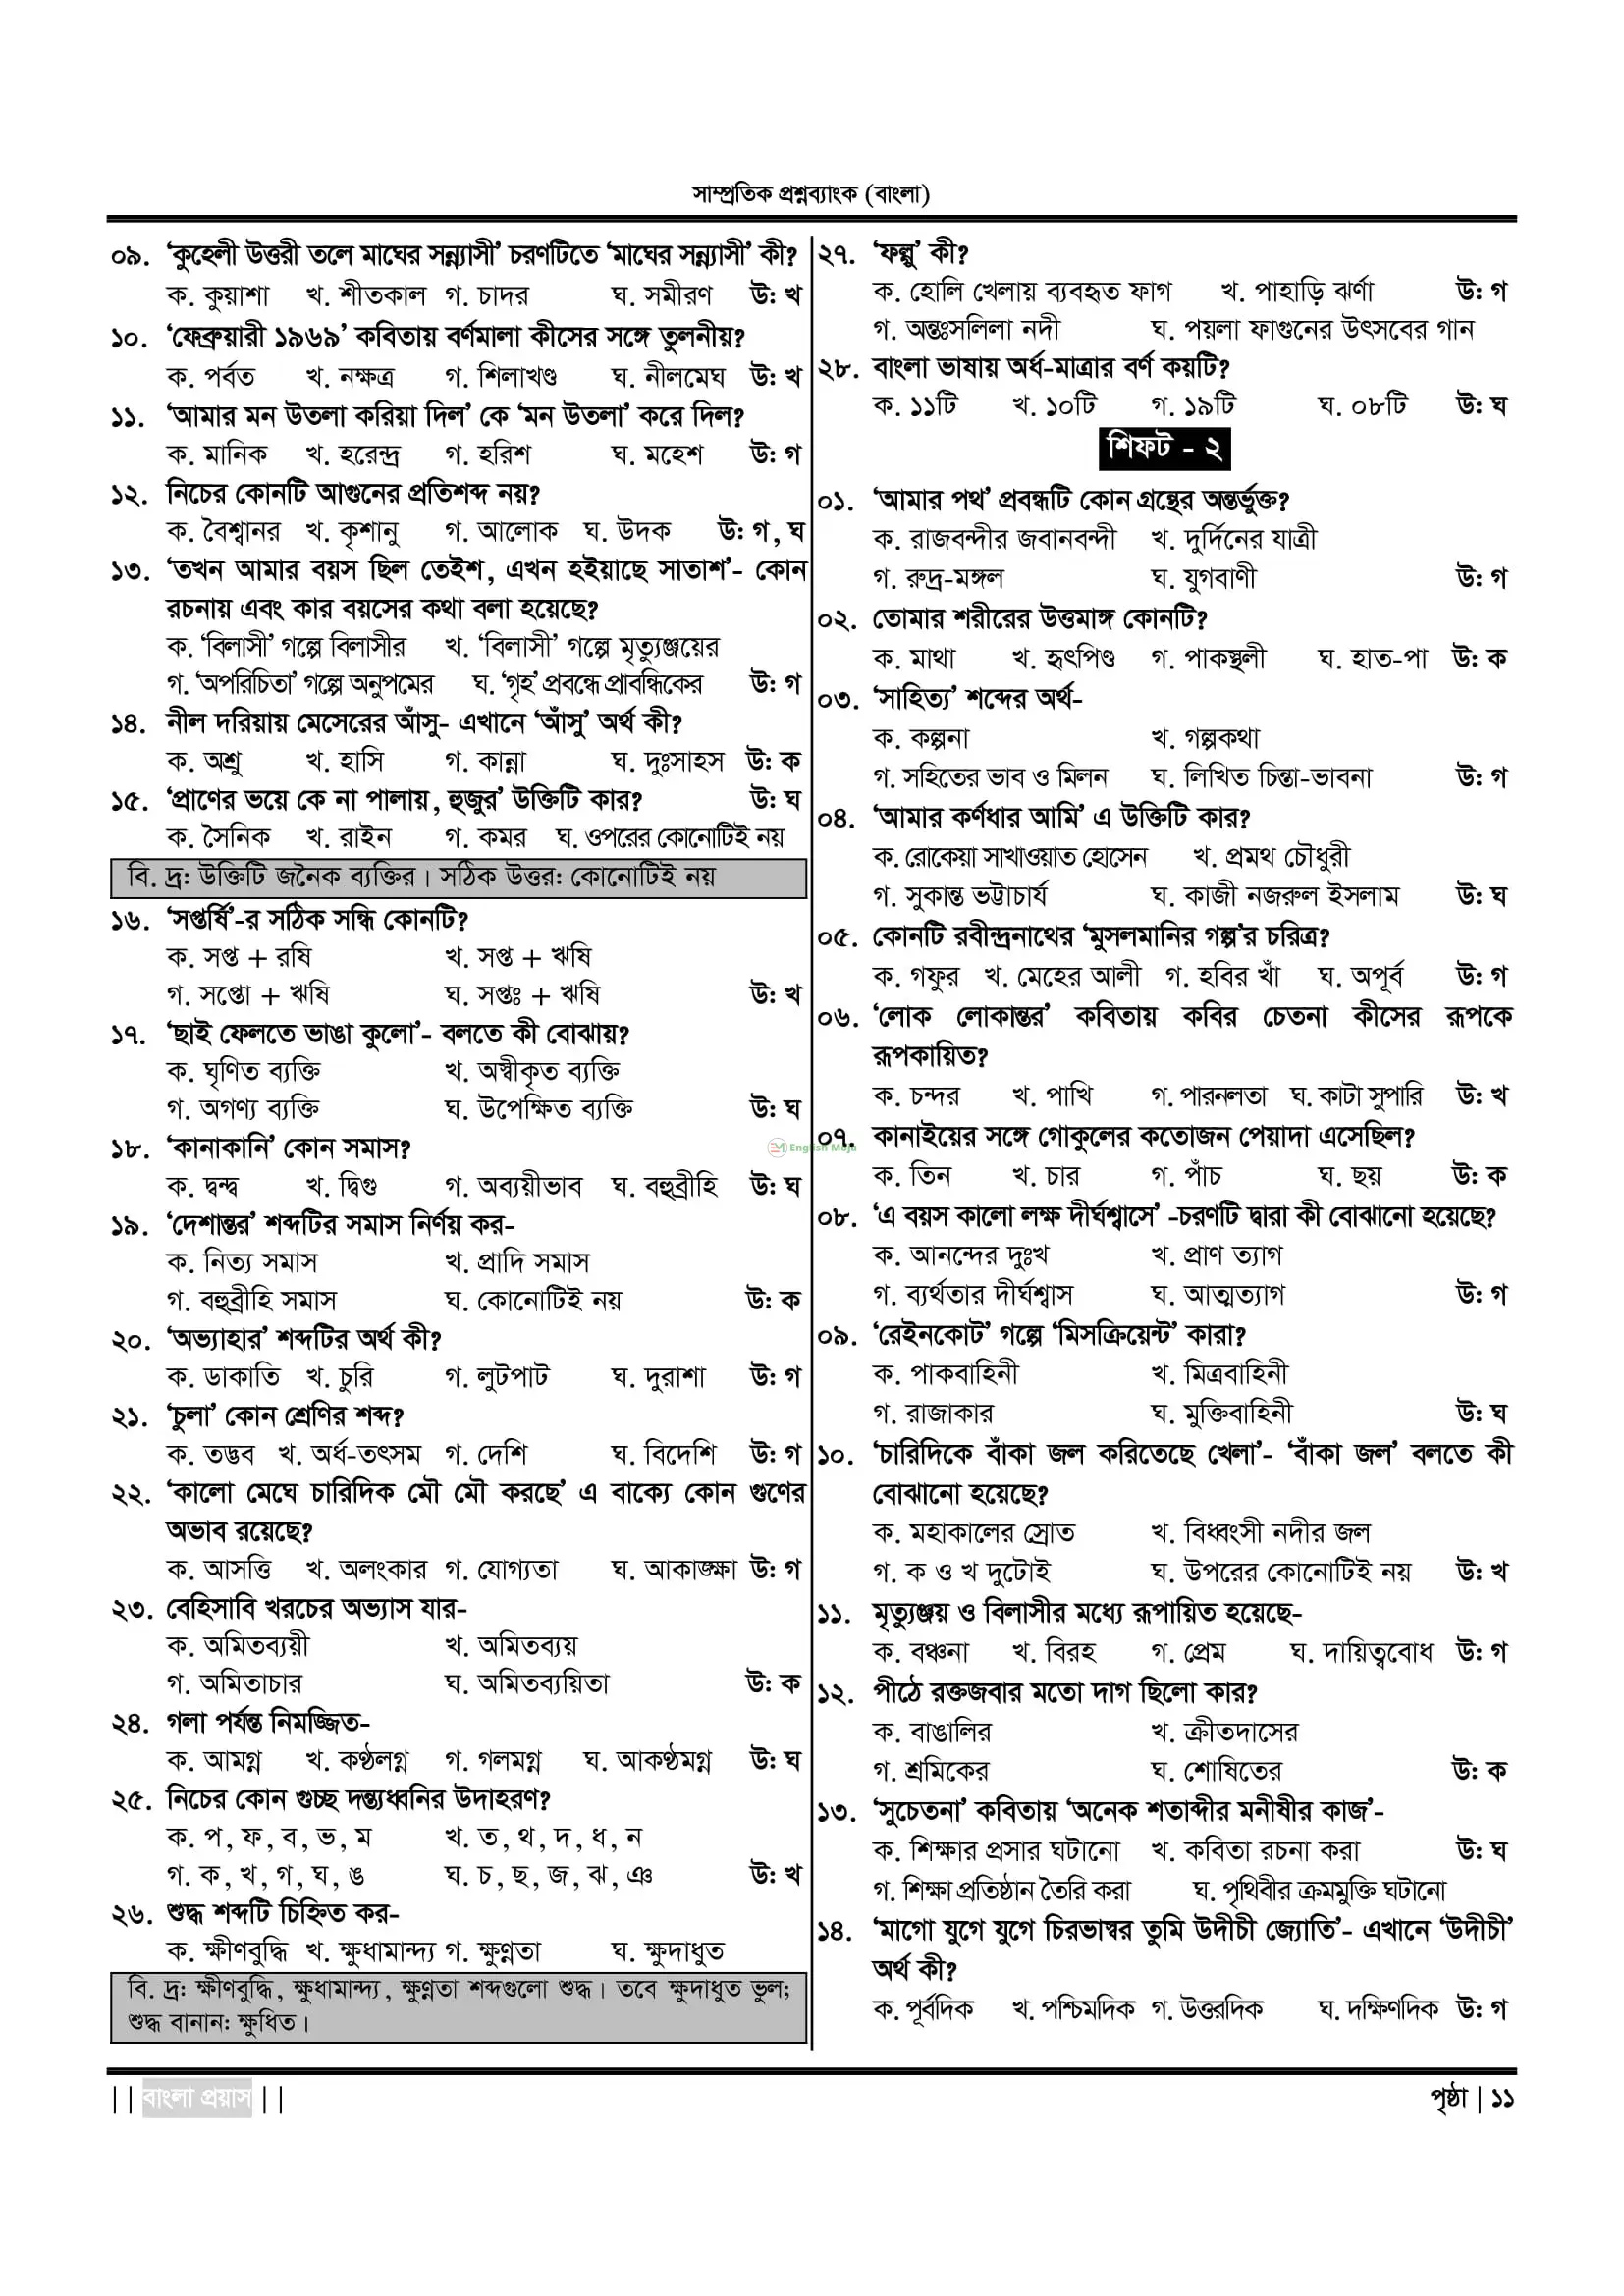 সাম্প্রতিক প্রশ্নব্যাংক (বাংলা)
০৯. ‘কুহেলী উত্তরী তলে মাঘের সন্ন্যাসী’ চরণটিতে ‘মাঘের সন্ন্যাসী’ কী?
ক. কুয়াশা খ. শীতকাল গ. চাদর ঘ. সমীরণ উ: খ
১০. ‘ফেব্রুয়ারী ১৯৬৯’ কবিতায় বর্ণমালা কীসের সঙ্গে তুলনীয়?
ক. পর্বত খ. নক্ষত্র গ. শিলাখণ্ড ঘ. নীলমেঘ উ: খ
১১. ‘আমার মন উতলা করিয়া দিল’ কে ‘মন উতলা’ করে দিল?
ক. মানিক খ. হরেন্দ্র গ. হরিশ ঘ. মহেশ উ: গ
১২. নিচের কোনটি আগুনের প্রতিশব্দ নয়?
ক. বৈশ্বানর খ. কৃশানু গ. আলোক ঘ. উদক উ: গ, ঘ
১৩. ‘তখন আমার বয়স ছিল তেইশ, এখন হইয়াছে সাতাশ’- কোন
রচনায় এবং কার বয়সের কথা বলা হয়েছে?
ক. ‘বিলাসী’ গল্পে বিলাসীর খ. ‘বিলাসী’ গল্পে মৃত্যুঞ্জয়ের
গ. ‘অপরিচিতা’ গল্পে অনুপমের ঘ. ‘গৃহ’ প্রবন্ধে প্রাবন্ধিকের উ: গ
১৪. নীল দরিয়ায় মেসেরের আঁসু- এখানে ‘আঁসু’ অর্থ কী?
ক. অশ্রু খ. হাসি গ. কান্না ঘ. দুঃসাহস উ: ক
১৫. ‘প্রাণের ভয়ে কে না পালায়, হুজুর’ উক্তিটি কার? উ: ঘ
ক. সৈনিক খ. রাইন গ. কমর ঘ. ওপরের কোনোটিই নয়
বি. দ্র: উক্তিটি জনৈক ব্যক্তির। সঠিক উত্তর: কোনোটিই নয়
১৬. ‘সপ্তর্ষি’-র সঠিক সন্ধি কোনটি?
ক. সপ্ত + রষি খ. সপ্ত + ঋষি
গ. সপ্তো + ঋষি ঘ. সপ্তঃ + ঋষি উ: খ
১৭. ‘ছাই ফেলতে ভাঙা কুলো’- বলতে কী বোঝায়?
ক. ঘৃণিত ব্যক্তি খ. অস্বীকৃত ব্যক্তি
গ. অগণ্য ব্যক্তি ঘ. উপেক্ষিত ব্যক্তি উ: ঘ
১৮. ‘কানাকানি’ কোন সমাস?
ক. দ্বন্দ্ব খ. দ্বিগু গ. অব্যয়ীভাব ঘ. বহুব্রীহি উ: ঘ
১৯. ‘দেশান্তর’ শব্দটির সমাস নির্ণয় কর-
ক. নিত্য সমাস খ. প্রাদি সমাস
গ. বহুব্রীহি সমাস ঘ. কোনোটিই নয় উ: ক
২০. ‘অভ্যাহার’ শব্দটির অর্থ কী?
ক. ডাকাতি খ. চুরি গ. লুটপাট ঘ. দুরাশা উ: গ
২১. ‘চুলা’ কোন শ্রেণির শব্দ?
ক. তদ্ভব খ. অর্ধ-তৎসম গ. দেশি ঘ. বিদেশি উ: গ
২২. ‘কালো মেঘে চারিদিক মৌ মৌ করছে’ এ বাক্যে কোন গুণের
অভাব রয়েছে?
ক. আসত্তি খ. অলংকার গ. যোগ্যতা ঘ. আকাঙ্ক্ষা উ: গ
২৩. বেহিসাবি খরচের অভ্যাস যার-
ক. অমিতব্যয়ী খ. অমিতব্যয়
গ. অমিতাচার ঘ. অমিতব্যয়িতা উ: ক
২৪. গলা পর্যন্ত নিমজ্জিত-
ক. আমগ্ন খ. কণ্ঠলগ্ন গ. গলমগ্ন ঘ. আকণ্ঠমগ্ন উ: ঘ
২৫. নিচের কোন গুচ্ছ দন্ত্যধ্বনির উদাহরণ?
ক. প, ফ, ব, ভ, ম খ. ত, থ, দ, ধ, ন
গ. ক, খ, গ, ঘ, ঙ ঘ. চ, ছ, জ, ঝ, ঞ উ: খ
২৬. শুদ্ধ শব্দটি চিহ্নিত কর-
ক. ক্ষীণবুদ্ধি খ. ক্ষুধামান্দ্য গ. ক্ষুণ্নতা ঘ. ক্ষুদাধুত
বি. দ্র: ক্ষীণবুদ্ধি, ক্ষুধামান্দ্য, ক্ষুণ্নতা শব্দগুলো শুদ্ধ। তবে ক্ষুদাধুত ভুল;
শুদ্ধ বানান: ক্ষুধিত।
২৭. ‘ফল্গু’ কী?
ক. হোলি খেলায় ব্যবহৃত ফাগ খ. পাহাড়ি ঝর্ণা উ: গ
গ. অন্তঃসলিলা নদী ঘ. পয়লা ফাগুনের উৎসবের গান
২৮. বাংলা ভাষায় অর্ধ-মাত্রার বর্ণ কয়টি?
ক. ১১টি খ. ১০টি গ. ১৯টি ঘ. ০৮টি উ: ঘ
শিফট - ২
০১. ‘আমার পথ’ প্রবন্ধটি কোন গ্রন্থের অন্তর্ভুক্ত?
ক. রাজবন্দীর জবানবন্দী খ. দুর্দিনের যাত্রী
গ. রুদ্র-মঙ্গল ঘ. যুগবাণী উ: গ
০২. তোমার শরীরের উত্তমাঙ্গ কোনটি?
ক. মাথা খ. হৃৎপিণ্ড গ. পাকস্থলী ঘ. হাত-পা উ: ক
০৩. ‘সাহিত্য’ শব্দের অর্থ-
ক. কল্পনা খ. গল্পকথা
গ. সহিতের ভাব ও মিলন ঘ. লিখিত চিন্তা-ভাবনা উ: গ
০৪. ‘আমার কর্ণধার আমি’ এ উক্তিটি কার?
ক. রোকেয়া সাখাওয়াত হোসেন খ. প্রমথ চৌধুরী
গ. সুকান্ত ভট্টাচার্য ঘ. কাজী নজরুল ইসলাম উ: ঘ
০৫. কোনটি রবীন্দ্রনাথের ‘মুসলমানির গল্প’র চরিত্র?
ক. গফুর খ. মেহের আলী গ. হবির খাঁ ঘ. অপূর্ব উ: গ
০৬. ‘লোক লোকান্তর’ কবিতায় কবির চেতনা কীসের রূপকে
রূপকায়িত?
ক. চন্দর খ. পাখি গ. পারনলতা ঘ. কাটা সুপারি উ: খ
০৭. কানাইয়ের সঙ্গে গোকুলের কতোজন পেয়াদা এসেছিল?
ক. তিন খ. চার গ. পাঁচ ঘ. ছয় উ: ক
০৮. ‘এ বয়স কালো লক্ষ দীর্ঘশ্বাসে’ -চরণটি দ্বারা কী বোঝানো হয়েছে?
ক. আনন্দের দুঃখ খ. প্রাণ ত্যাগ
গ. ব্যর্থতার দীর্ঘশ্বাস ঘ. আত্মত্যাগ উ: গ
০৯. ‘রেইনকোট’ গল্পে ‘মিসক্রিয়েন্ট’ কারা?
ক. পাকবাহিনী খ. মিত্রবাহিনী
গ. রাজাকার ঘ. মুক্তিবাহিনী উ: ঘ
১০. ‘চারিদিকে বাঁকা জল করিতেছে খেলা’- ‘বাঁকা জল’ বলতে কী
বোঝানো হয়েছে?
ক. মহাকালের স্রোত খ. বিধ্বংসী নদীর জল
গ. ক ও খ দুটোই ঘ. উপরের কোনোটিই নয় উ: খ
১১. মৃত্যুঞ্জয় ও বিলাসীর মধ্যে রূপায়িত হয়েছে-
ক. বঞ্চনা খ. বিরহ গ. প্রেম ঘ. দায়িত্ববোধ উ: গ
১২. পীঠে রক্তজবার মতো দাগ ছিলো কার?
ক. বাঙালির খ. ক্রীতদাসের
গ. শ্রমিকের ঘ. শোষিতের উ: ক
১৩. ‘সুচেতনা’ কবিতায় ‘অনেক শতাব্দীর মনীষীর কাজ’-
ক. শিক্ষার প্রসার ঘটানো খ. কবিতা রচনা করা উ: ঘ
গ. শিক্ষা প্রতিষ্ঠান তৈরি করা ঘ. পৃথিবীর ক্রমমুক্তি ঘটানো
১৪. ‘মাগো যুগে যুগে চিরভাস্বর তুমি উদীচী জ্যোতি’- এখানে ‘উদীচী’
অর্থ কী?
ক. পূর্বদিক খ. পশ্চিমদিক গ. উত্তরদিক ঘ. দক্ষিণদিক উ: গ
English Moja
|| বাংলা প্রয়াস ||
পৃষ্ঠা | ১১